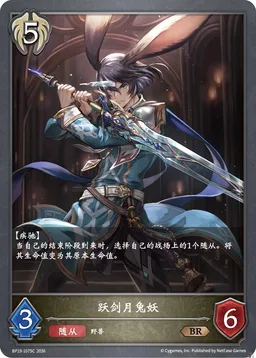 5
【疾驰】
当自己的结束阶段到来时，选择自己的战场上的1个随从。将
其生命值变为其原本生命值。
跃剑月兔妖
3
随从
野兽
BR
6
BP19-107SC 2026
© Cygames, Inc. Published by NetEase Games